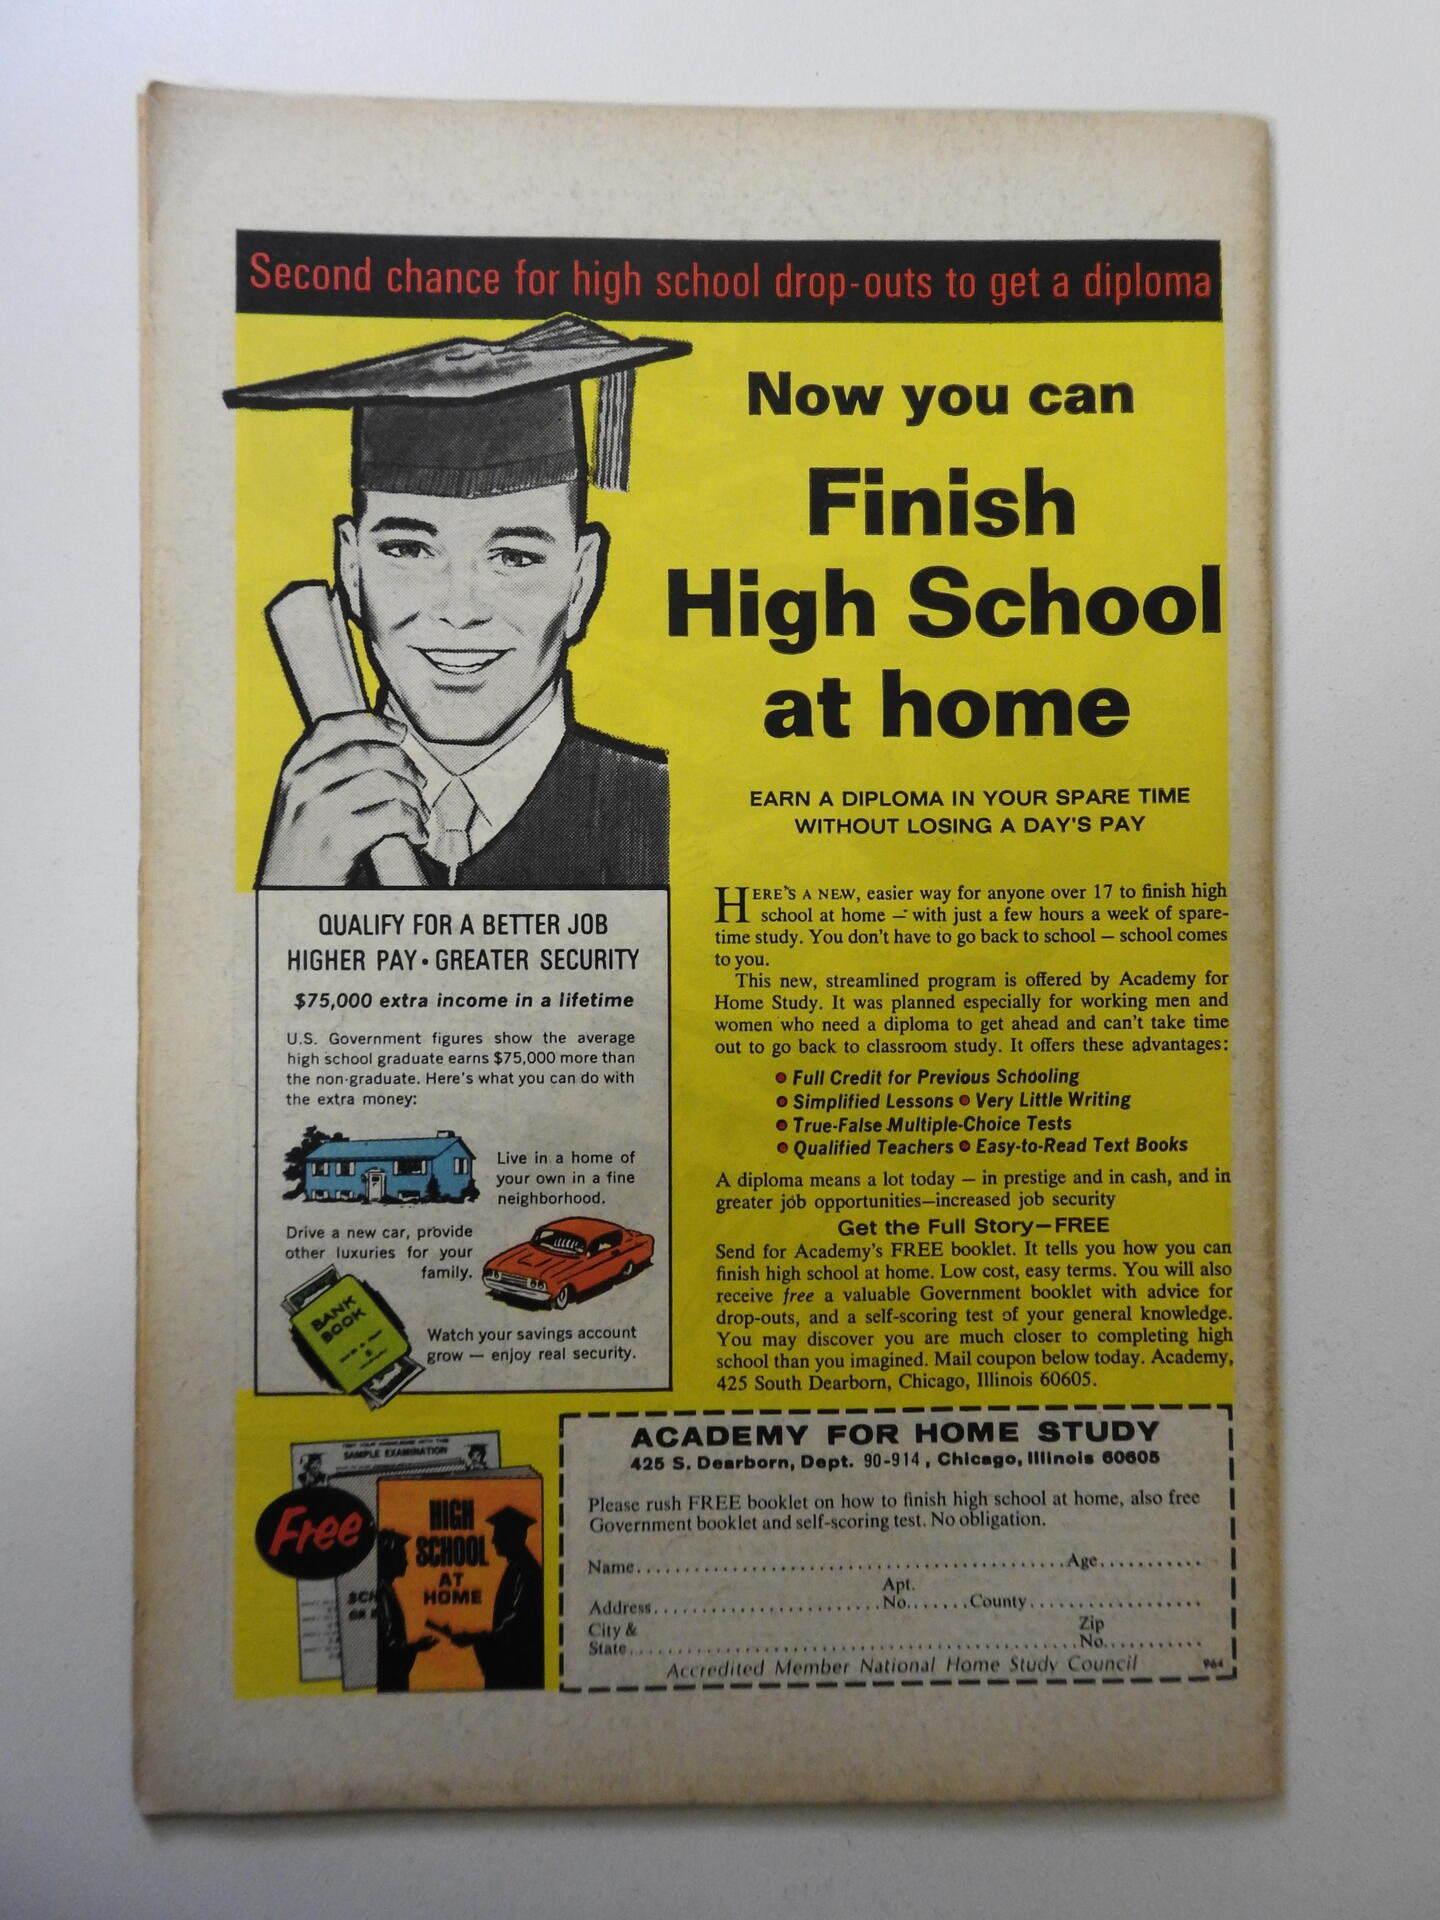 Second chance for high school drop-outs to get a diploma
Now you can
Finish
High School
at home
EARN A DIPLOMA IN YOUR SPARE TIME
WITHOUT LOSING A DAY'S PAY
QUALIFY FOR A BETTER JOB
HIGHER PAY • GREATER SECURITY
$75,000 extra income in a lifetime
U.S. Government figures show the average
high school graduate earns $75,000 more than
the non-graduate. Here's what you can do with
the extra money:
Live in a home of
your own in a fine
neighborhood.
Drive a new car, provide
other luxuries for your
family.
BANK
BOOK
Watch your savings account
grow — enjoy real security.
HERE'S A NEW, easier way for anyone over 17 to finish high
school at home — with just a few hours a week of spare-
time study. You don't have to go back to school — school comes
to you.
This new, streamlined program is offered by Academy for
Home Study. It was planned especially for working men and
women who need a diploma to get ahead and can't take time
out to go back to classroom study. It offers these advantages:
• Full Credit for Previous Schooling
• Simplified Lessons • Very Little Writing
• True-False Multiple-Choice Tests
• Qualified Teachers • Easy-to-Read Text Books
A diploma means a lot today — in prestige and in cash, and in
greater job opportunities—increased job security
Get the Full Story—FREE
Send for Academy's FREE booklet. It tells you how you can
finish high school at home. Low cost, easy terms. You will also
receive free a valuable Government booklet with advice for
drop-outs, and a self-scoring test of your general knowledge.
You may discover you are much closer to completing high
school than you imagined. Mail coupon below today. Academy,
425 South Dearborn, Chicago, Illinois 60605.
SAMPLE EXAMINATION
Free
HIGH
SCHOOL
AT
HOME
ACADEMY FOR HOME STUDY
425 S. Dearborn, Dept. 90-914, Chicago, Illinois 60605
Please rush FREE booklet on how to finish high school at home, also free
Government booklet and self-scoring test. No obligation.
Name.......................................................Age............
Apt.
Address.............................No.......County......................
City & Zip
State.......................................................No............
Accredited Member National Home Study Council 964